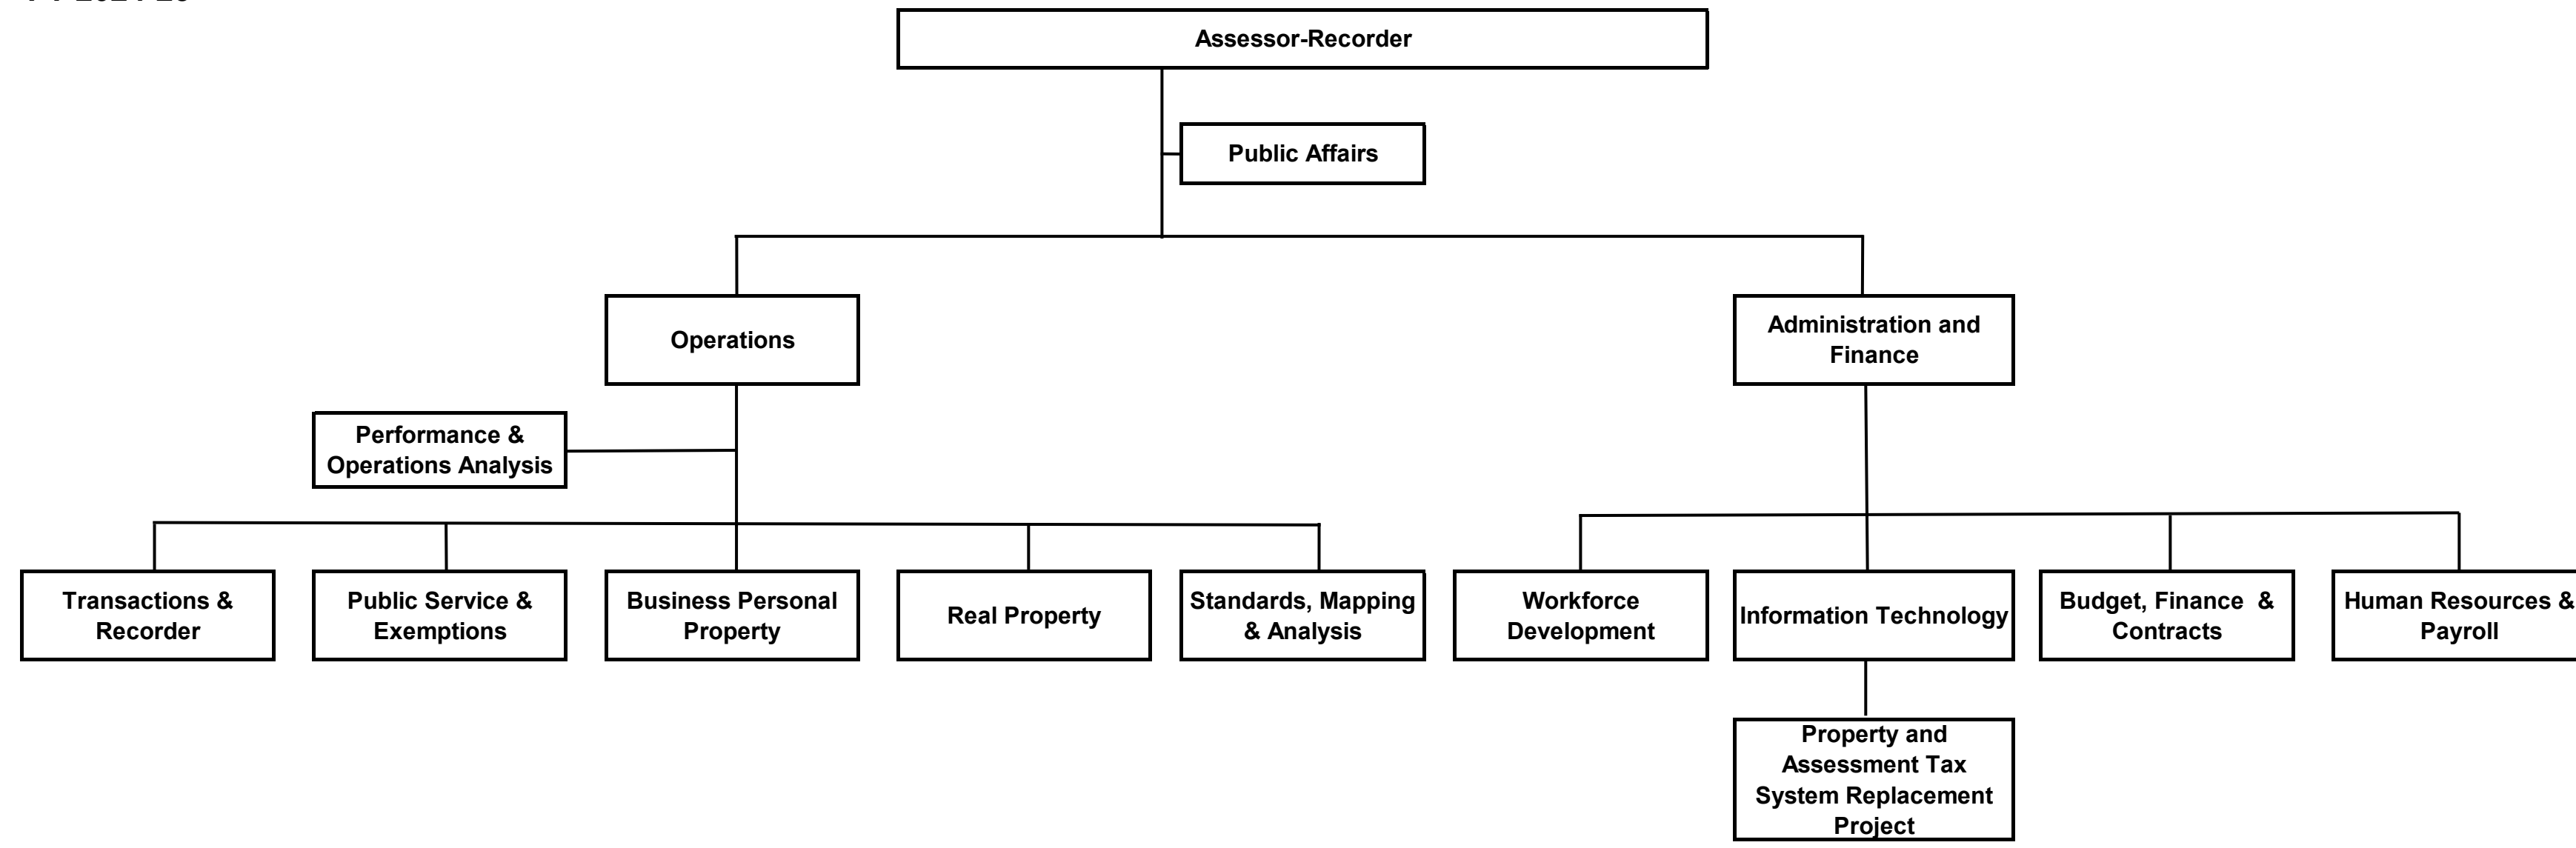 Assessor-Recorder
Public Affairs
Operations
Administration and
Finance
Performance &
Operations Analysis
Transactions &
Recorder
Public Service &
Exemptions
Business Personal
Property
Real Property
Standards, Mapping
& Analysis
Workforce
Development
Information Technology
Budget, Finance &
Contracts
Human Resources &
Payroll
Property and
Assessment Tax
System Replacement
Project